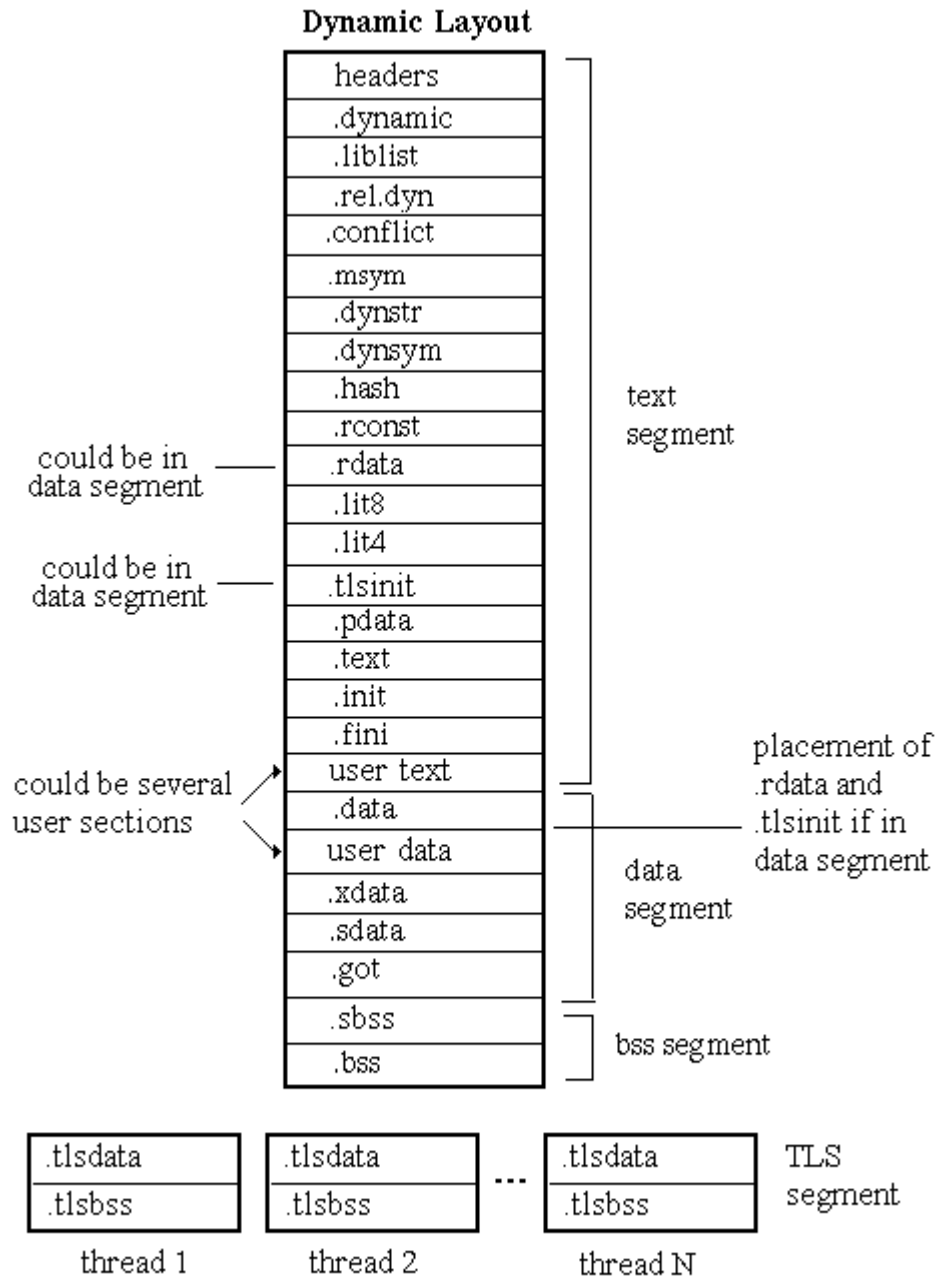 Dynamic Layout
headers
.dynamic
.liblist
.rel.dyn
.conflict
.msym
.dynstr
.dynsym
.hash
.rconst
.rdata
.lit8
.lit4
.tlsinit
.pdata
.text
.init
.fini
user text
.data
user data
.xdata
.sdata
.got
.sbss
.bss
could be in
data segment
could be in
data segment
could be several
user sections
text
segment
placement of
.rdata and
.tlsinit if in
data segment
data
segment
bss segment
.tlsdata
.tlsbss
thread 1
.tlsdata
.tlsbss
thread 2
...
.tlsdata
.tlsbss
thread N
TLS
segment